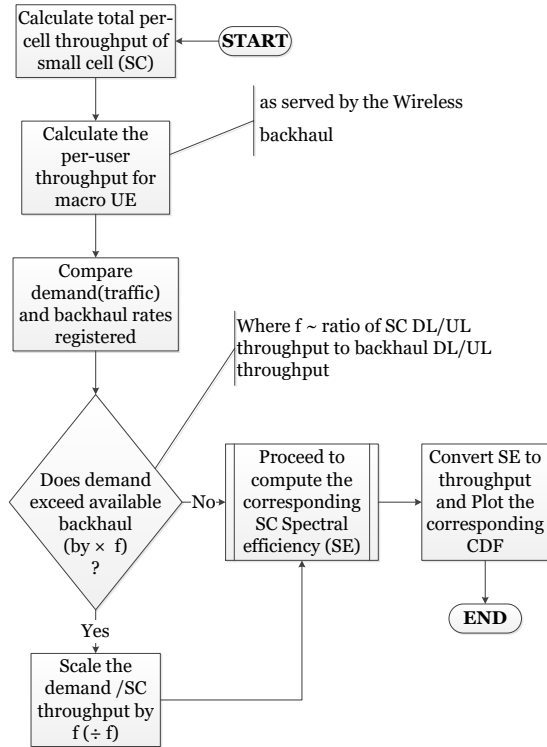 Calculate total per-
cell throughput of
small cell (SC)
START
as served by the Wireless
backhaul
Calculate the
per-user
throughput for
macro UE
Compare
demand(traffic)
and backhaul rates
registered
Where f ~ ratio of SC DL/UL
throughput to backhaul DL/UL
throughput
Does demand
exceed available
backhaul
(by × f)
?
No
Proceed to
compute the
corresponding
SC Spectral
efficiency (SE)
Convert SE to
throughput
and Plot the
corresponding
CDF
END
Yes
Scale the
demand /SC
throughput by
f (÷ f)